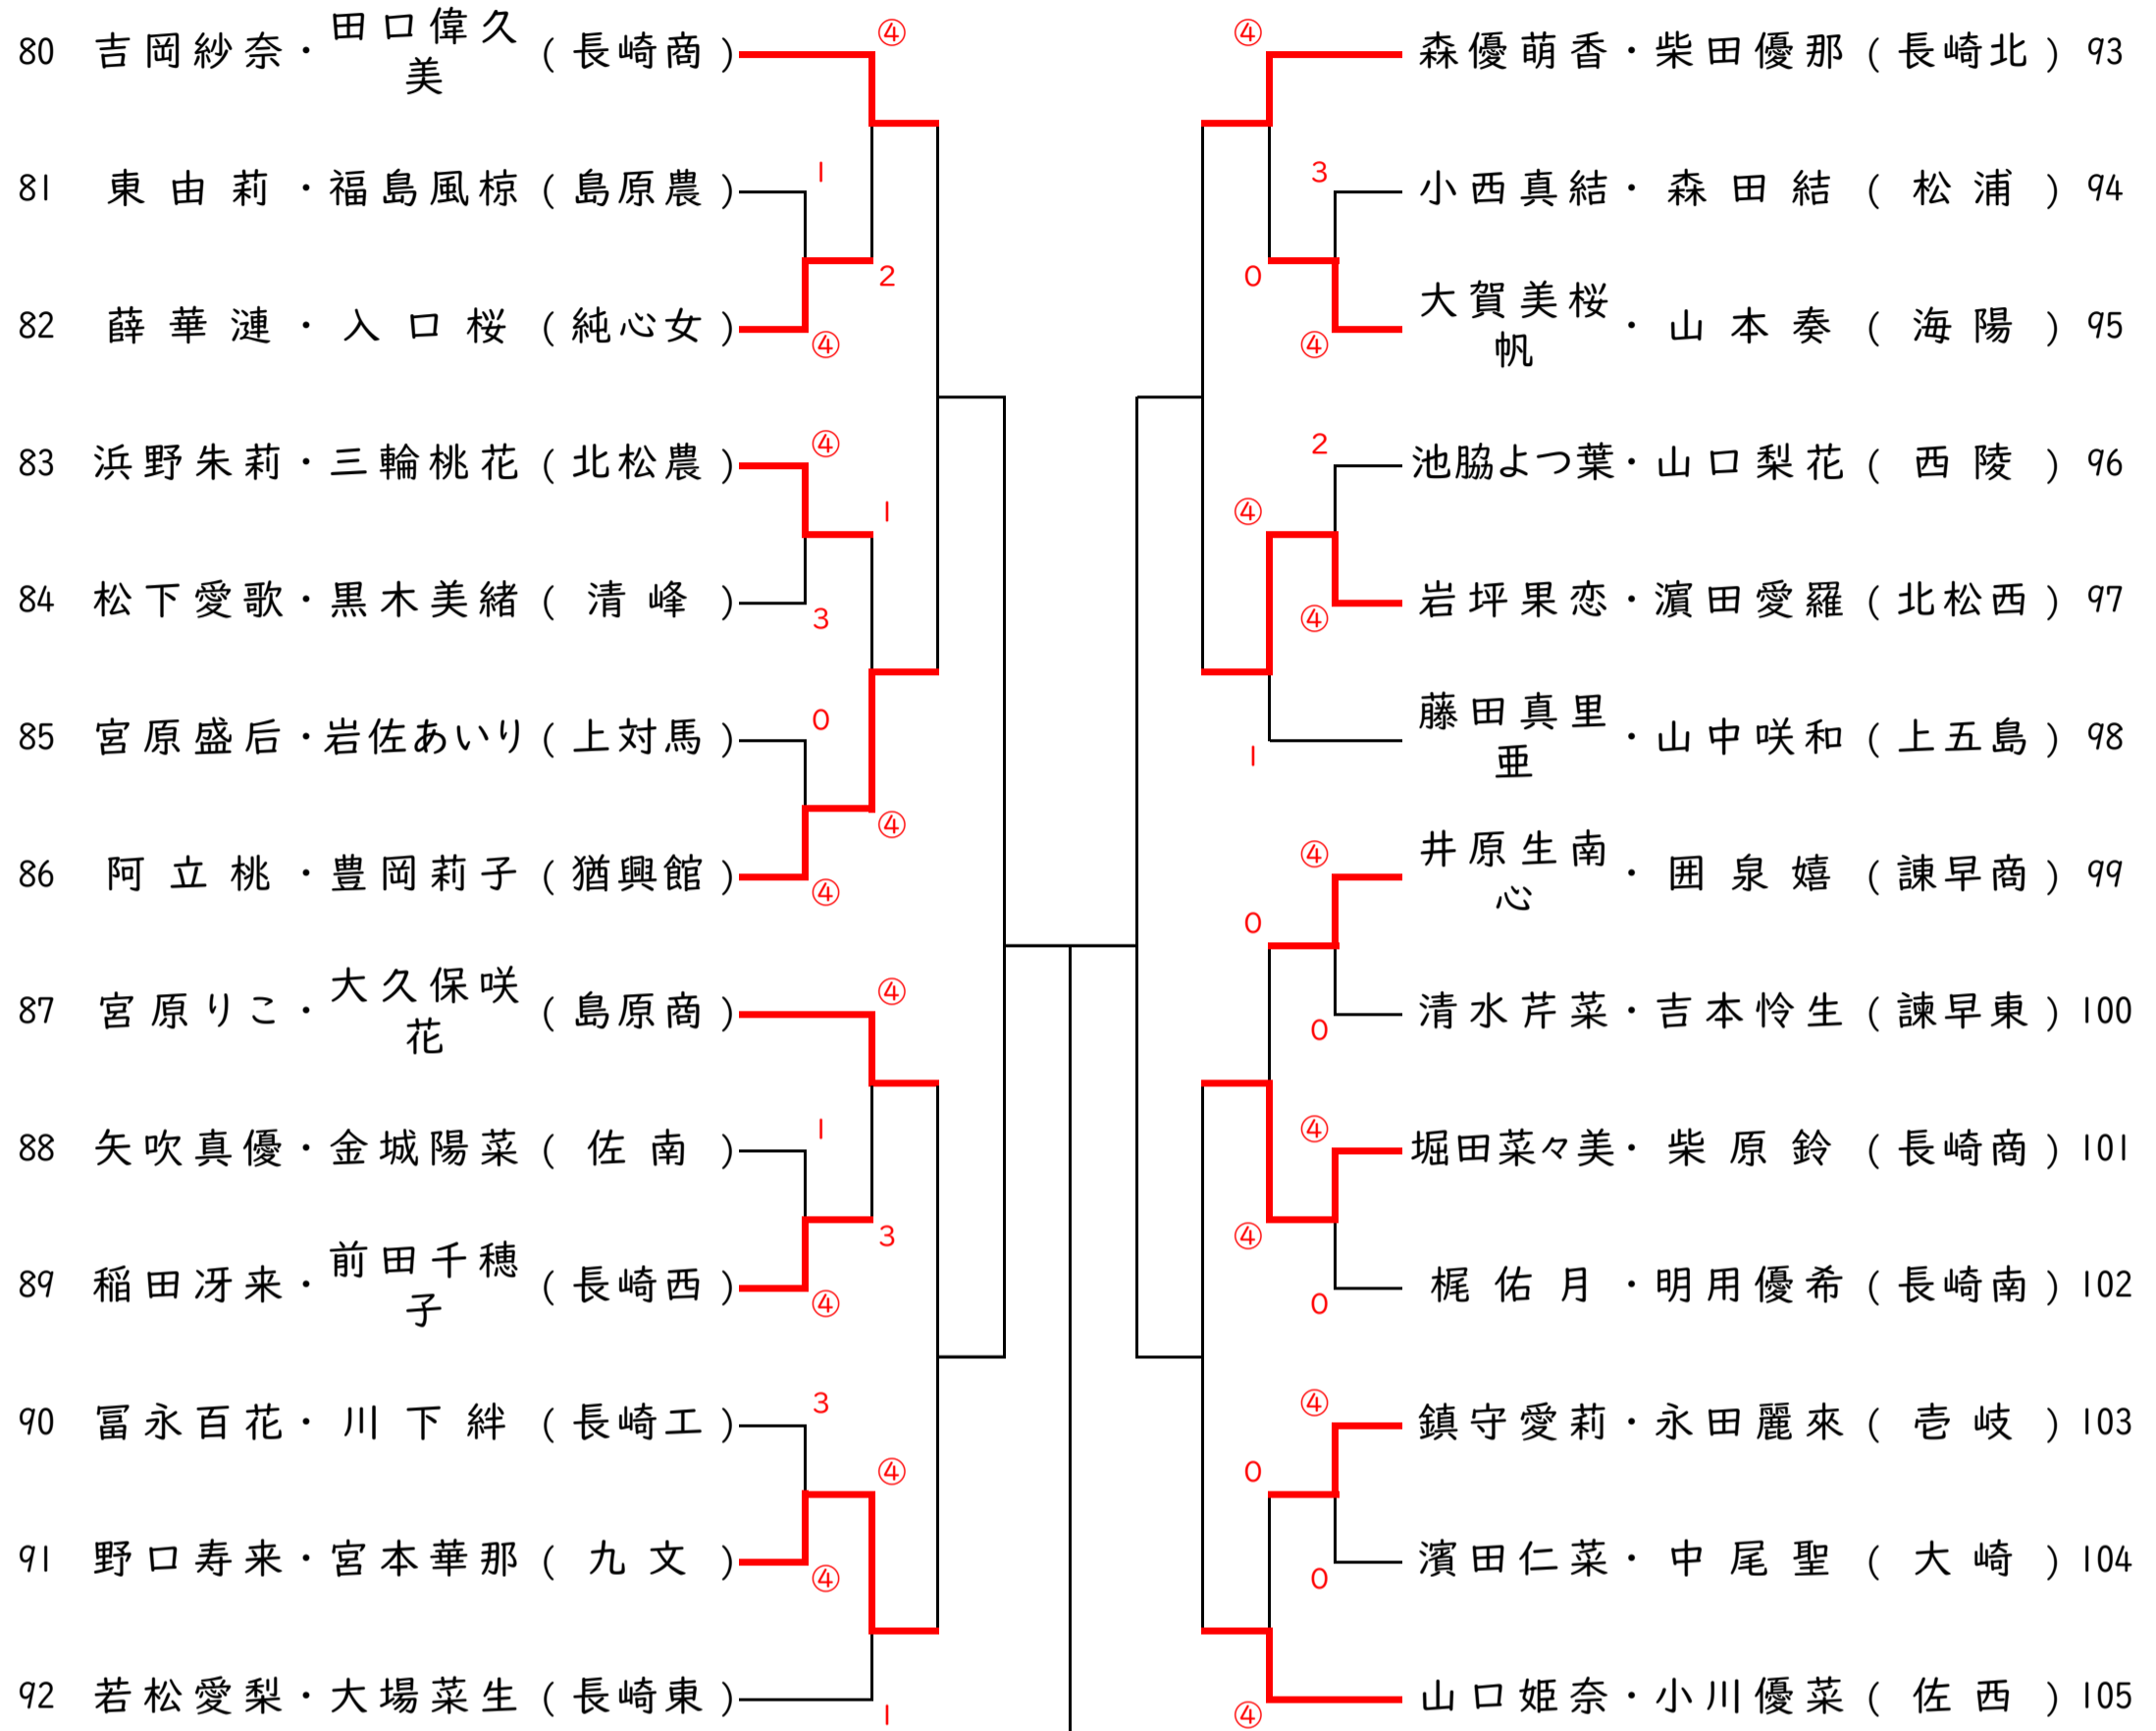 80 吉岡紗奈・田口偉久美 (長崎商) ④
81 東由莉・福島風椋 (島原農) 1
2
82 薛華漣・入口桜 (純心女) ④
83 浜野朱莉・三輪桃花 (北松農) ④
1
84 松下愛歌・黒木美緒 (清峰) 3
85 宮原盛后・岩佐あいり (上対馬) 0
④
86 阿立桃・豊岡莉子 (猶興館) ④
87 宮原りこ・大久保咲花 (島原商) ④
88 矢吹真優・金城陽菜 (佐南) 1
3
89 稲田冴来・前田千穂子 (長崎西) ④
90 冨永百花・川下絆 (長崎工) 3
④
91 野口寿来・宮本華那 (九文) ④
92 若松愛梨・大場菜生 (長崎東) 1
④ 森優萌香・柴田優那 (長崎北) 93
3 小西真結・森田結 (松浦) 94
0
④ 大賀美桜帆・山本奏 (海陽) 95
2 池脇よつ葉・山口梨花 (西陵) 96
④
④ 岩坪果恋・濵田愛羅 (北松西) 97
1 藤田真里亜・山中咲和 (上五島) 98
④ 井原生南心・囲泉嬉 (諫早商) 99
0
0 清水芹菜・吉本怜生 (諫早東) 100
④ 堀田菜々美・柴原鈴 (長崎商) 101
④
0 梶佑月・明用優希 (長崎南) 102
④ 鎮守愛莉・永田麗來 (壱岐) 103
0
0 濱田仁菜・中尾聖 (大崎) 104
④ 山口姫奈・小川優菜 (佐西) 105